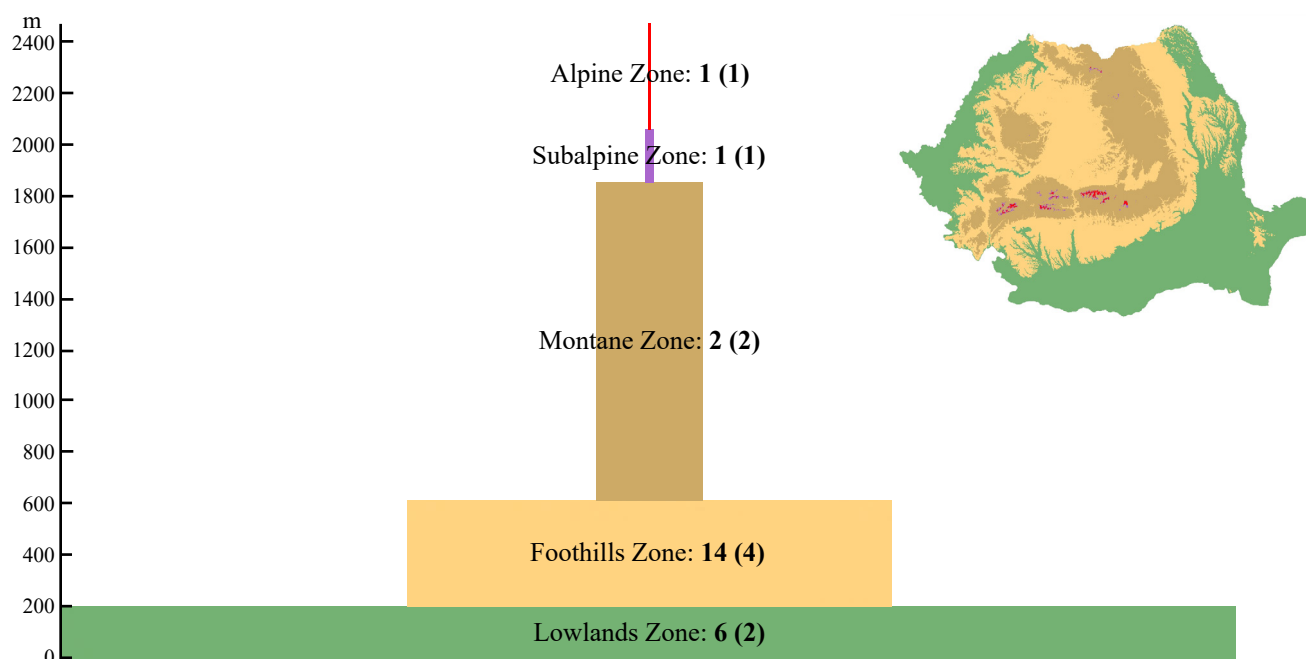 m
2400
Alpine Zone: 1 (1)
2200
2000
Subalpine Zone: 1 (1)
1800
1600
1400
Montane Zone: 2 (2)
1200
1000
800
600
Foothills Zone: 14 (4)
400
200
Lowlands Zone: 6 (2)
0